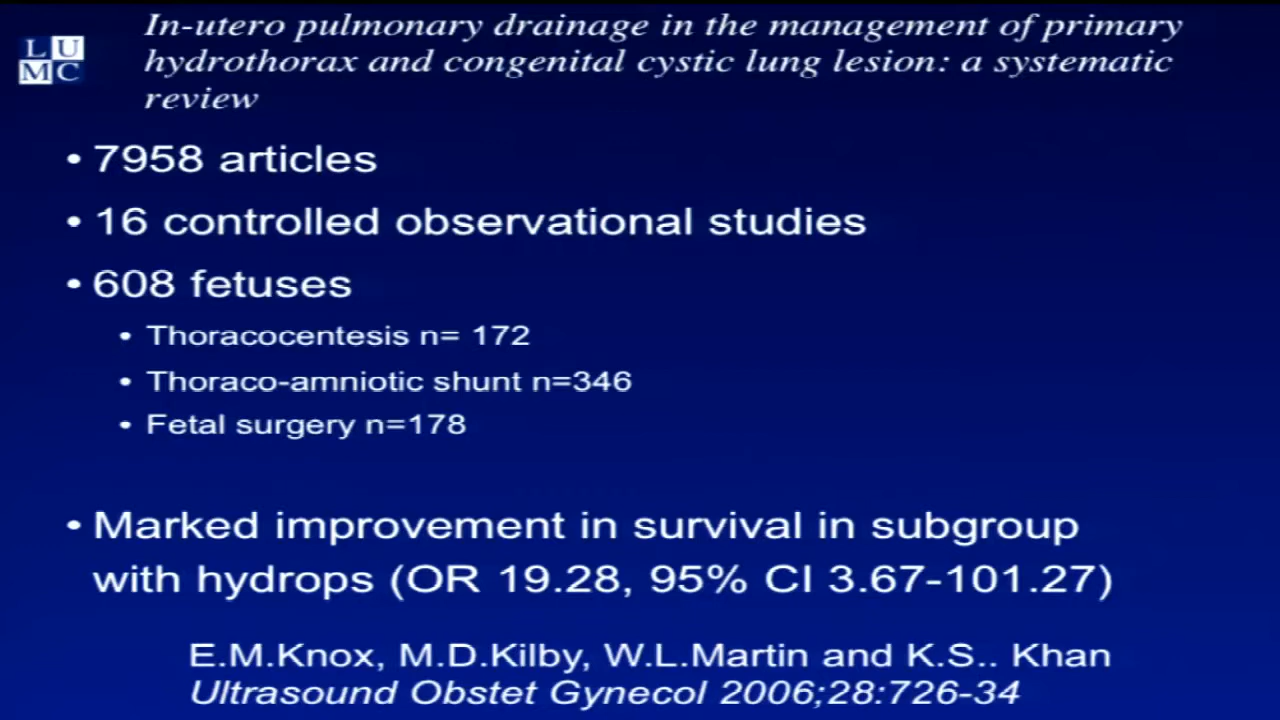 LU
MC
In-utero pulmonary drainage in the management of primary
hydrothorax and congenital cystic lung lesion: a systematic
review
• 7958 articles
• 16 controlled observational studies
• 608 fetuses
• Thoracocentesis n= 172
• Thoraco-amniotic shunt n=346
• Fetal surgery n=178
• Marked improvement in survival in subgroup
with hydrops (OR 19.28, 95% CI 3.67-101.27)
E.M.Knox, M.D.Kilby, W.L.Martin and K.S.. Khan
Ultrasound Obstet Gynecol 2006;28:726-34